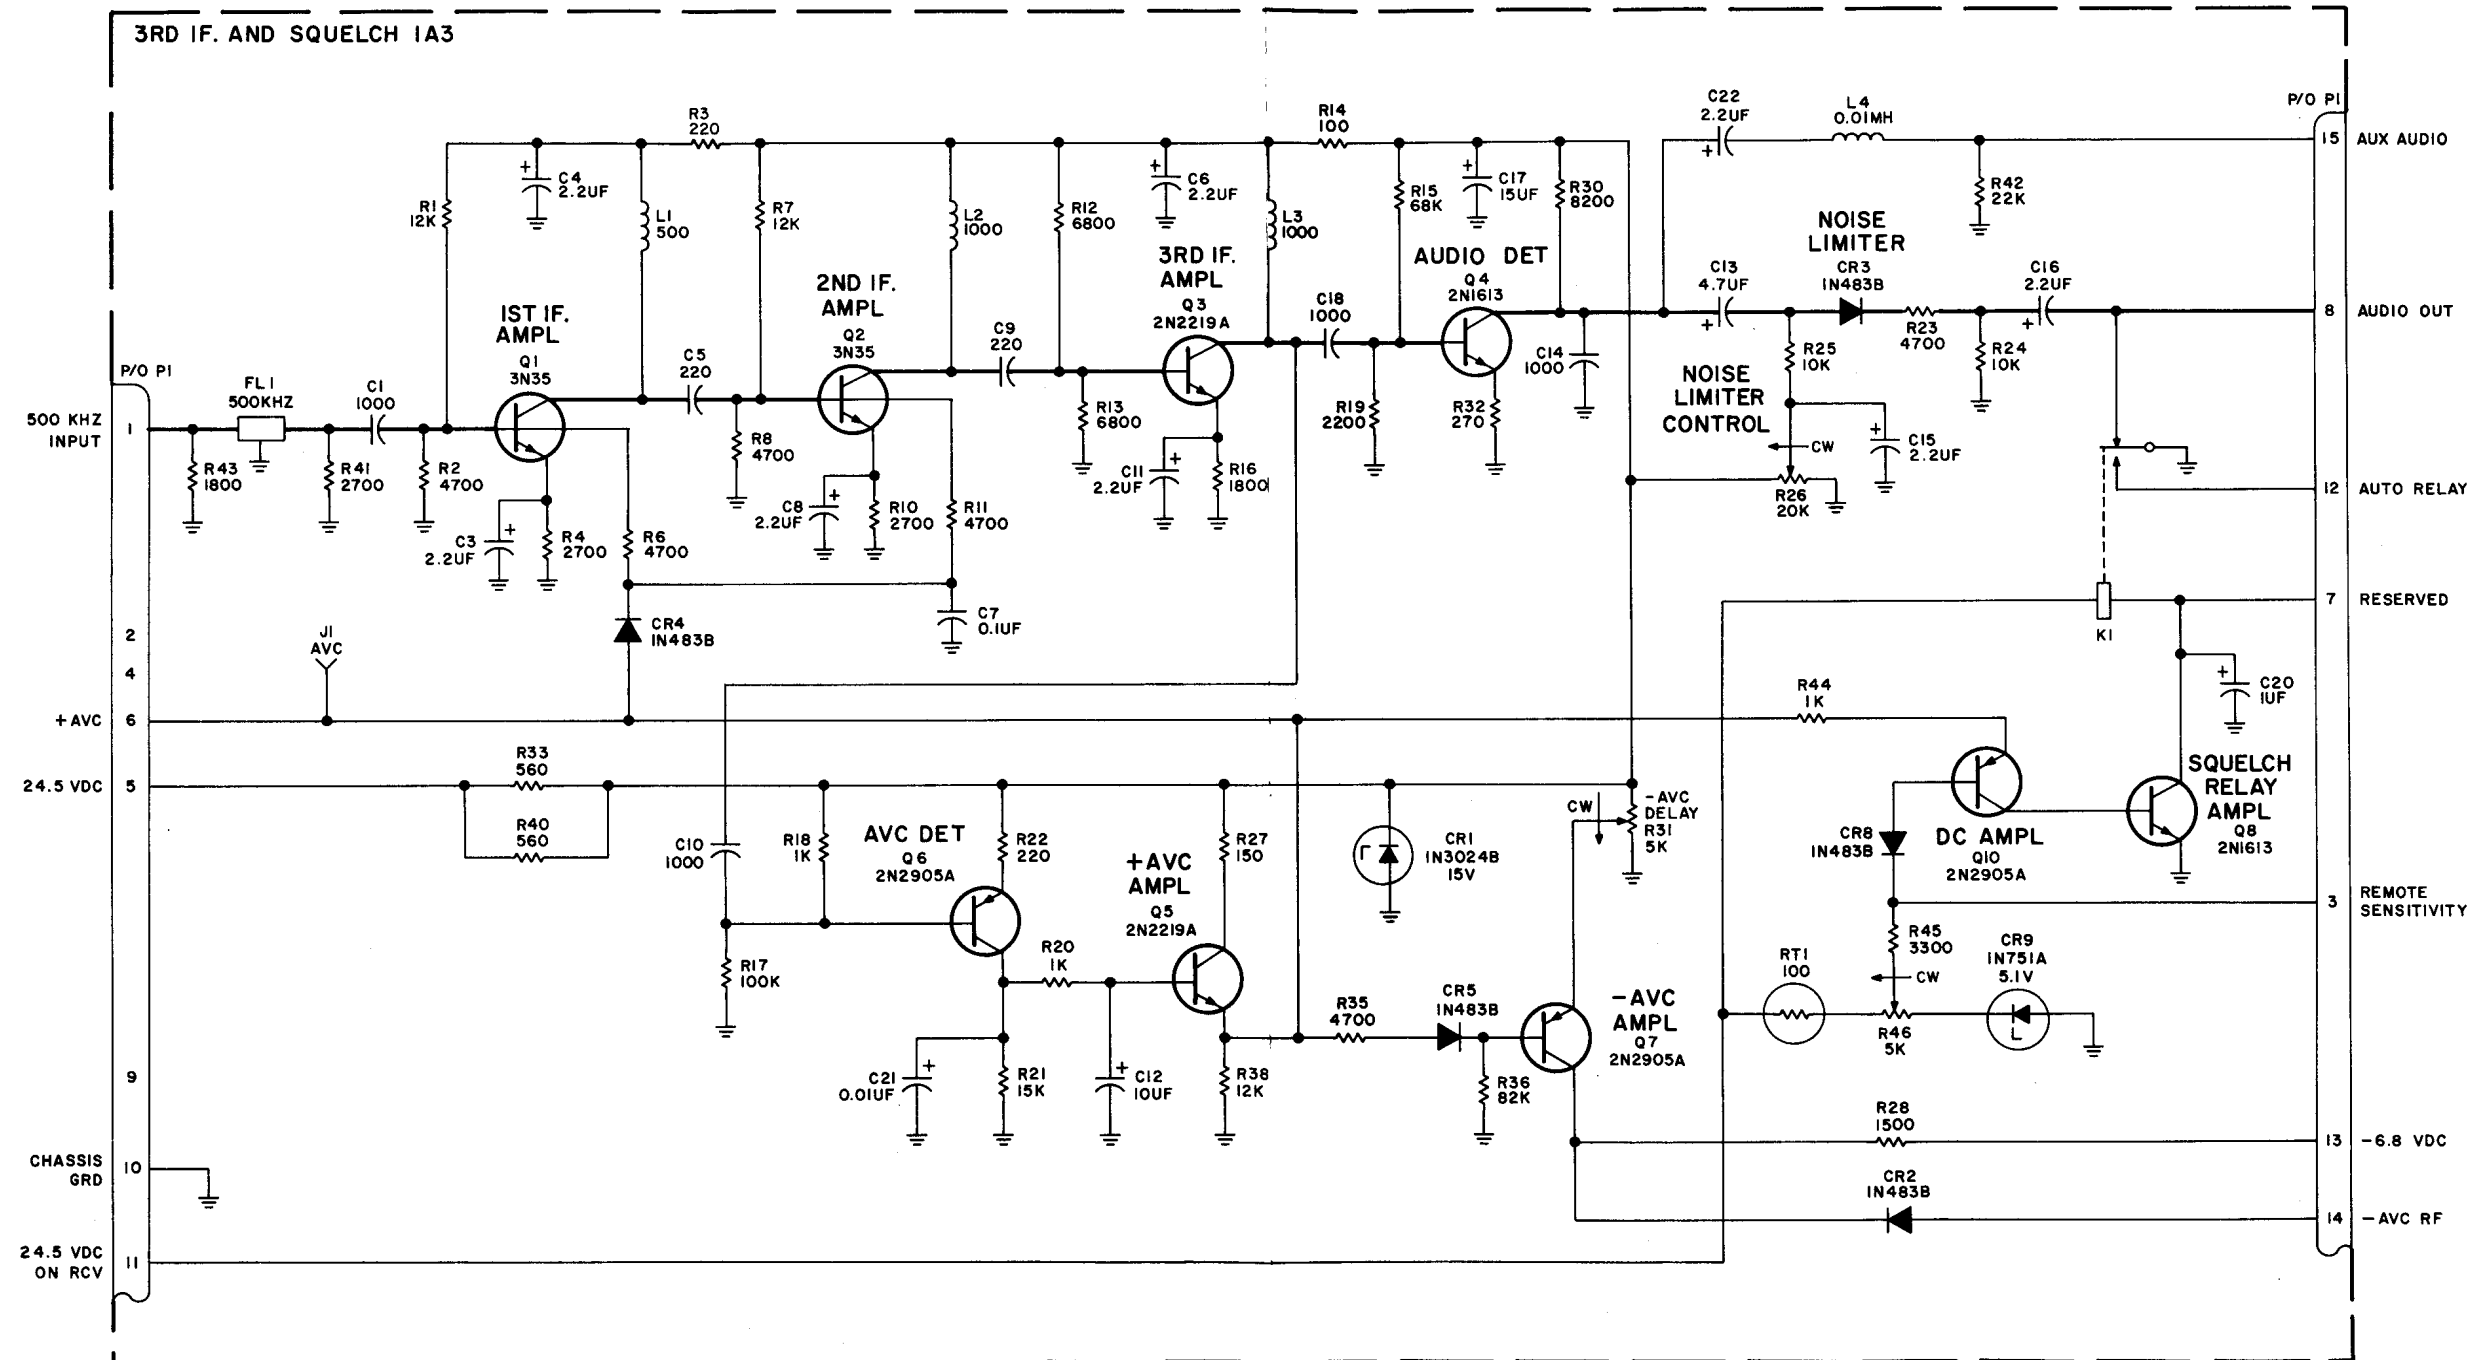 3RD IF. AND SQUELCH 1A3
P/O P1
500 KHZ
INPUT
1
2
4
+AVC
6
24.5 VDC
5
9
CHASSIS
GRD
10
24.5 VDC
ON RCV
11
R43
1800
FL1
500KHZ
R41
2700
C1
1000
R2
4700
R1
12K
1ST IF.
AMPL
Q1
3N35
C4
2.2UF
C3
2.2UF
+
+
R4
2700
R6
4700
L1
500
R3
220
C5
220
R7
12K
R8
4700
2ND IF.
AMPL
Q2
3N35
C8
2.2UF
+
R10
2700
R11
4700
C7
0.1UF
CR4
1N483B
J1
AVC
L2
1000
C9
220
R12
6800
R13
6800
3RD IF.
AMPL
Q3
2N2219A
C6
2.2UF
+
C11
2.2UF
+
R16
1800
L3
1000
R14
100
C18
1000
R19
2200
R15
68K
C17
15UF
+
AUDIO DET
Q4
2N1613
R32
270
R30
8200
C14
1000
C22
2.2UF
+
L4
0.01MH
R42
22K
C13
4.7UF
+
NOISE
LIMITER
CR3
1N483B
R23
4700
C16
2.2UF
+
R24
10K
R25
10K
NOISE
LIMITER
CONTROL
CW
C15
2.2UF
+
R26
20K
K1
P/O P1
15 AUX AUDIO
8 AUDIO OUT
12 AUTO RELAY
7 RESERVED
3 REMOTE
SENSITIVITY
13 -6.8 VDC
14 -AVC RF
R33
560
R40
560
C10
1000
R17
100K
R18
1K
AVC DET
Q6
2N2905A
R22
220
R20
1K
C21
0.01UF
+
R21
15K
C12
10UF
+
+AVC
AMPL
Q5
2N2219A
R27
150
R38
12K
R35
4700
CR5
1N483B
R36
82K
CR1
1N3024B
15V
CW
-AVC
DELAY
R31
5K
-AVC
AMPL
Q7
2N2905A
R44
1K
CR8
1N483B
DC AMPL
Q10
2N2905A
SQUELCH
RELAY
AMPL
Q8
2N1613
C20
1UF
+
R45
3300
RT1
100
CW
R46
5K
CR9
1N751A
5.1V
R28
1500
CR2
1N483B